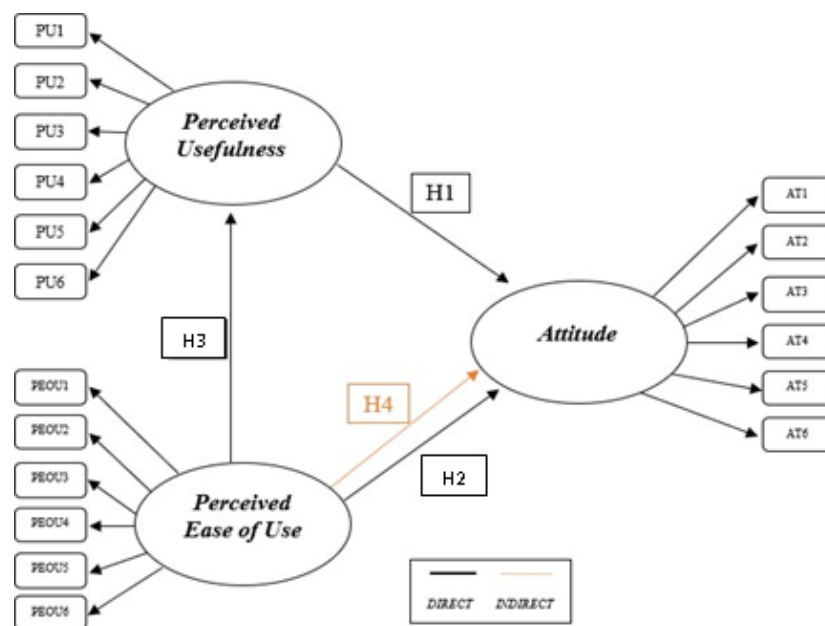 PU1
PU2
PU3
PU4
PU5
PU6
Perceived
Usefulness
H1
AT1
AT2
AT3
AT4
AT5
AT6
Attitude
H3
H4
H2
PEOU1
PEOU2
PEOU3
PEOU4
PEOU5
PEOU6
Perceived
Ease of Use
DIRECT INDIRECT